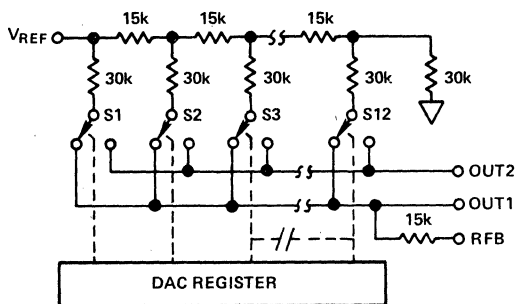 15k 15k 15k
VREF
30k 30k 30k 30k 30k
S1 S2 S3 S12
OUT2
OUT1
15k
RFB
DAC REGISTER